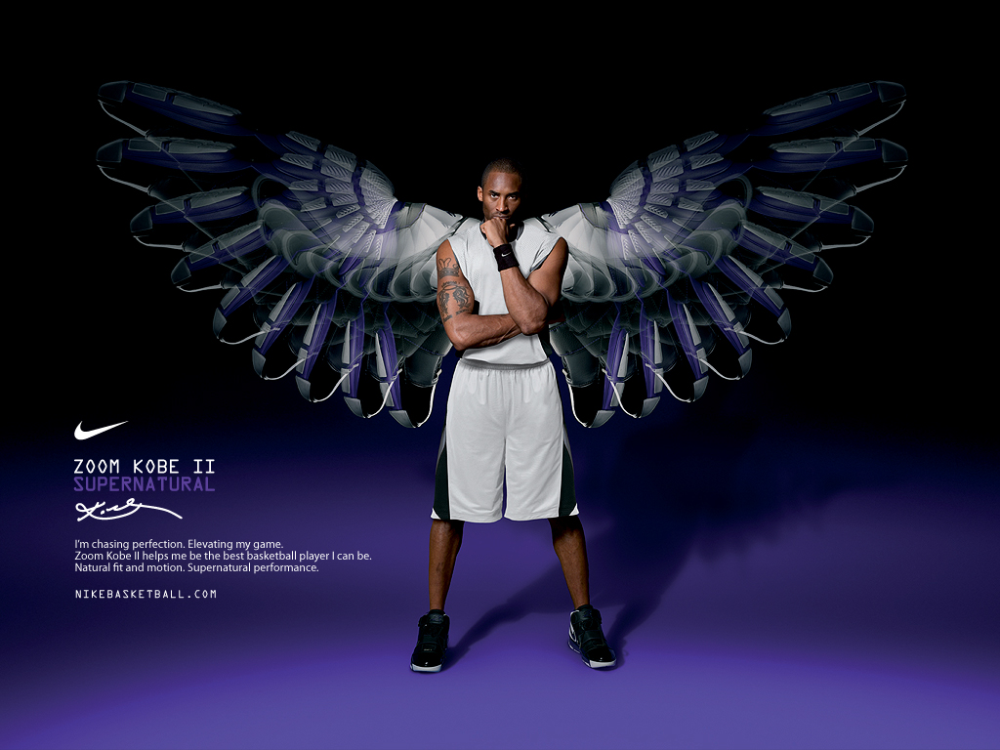 ZOOM KOBE II
SUPERNATURAL
I'm chasing perfection. Elevating my game.
Zoom Kobe II helps me be the best basketball player I can be.
Natural fit and motion. Supernatural performance.
NIKEBASKETBALL.COM